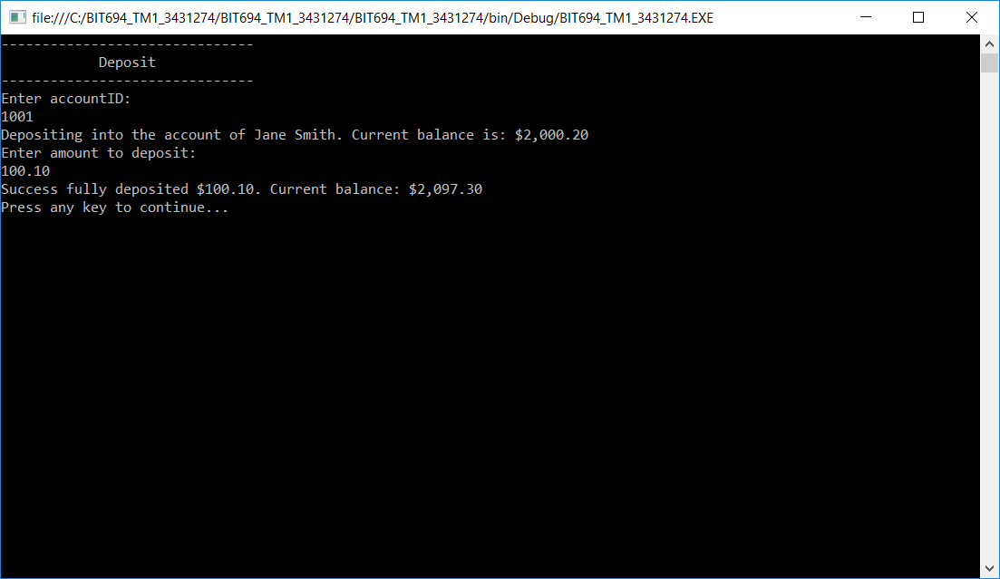 file:///C:/BIT694_TM1_3431274/BIT694_TM1_3431274/BIT694_TM1_3431274/bin/Debug/BIT694_TM1_3431274.EXE
-------------------------------
Deposit
-------------------------------
Enter accountID:
1001
Depositing into the account of Jane Smith. Current balance is: $2,000.20
Enter amount to deposit:
100.10
Success fully deposited $100.10. Current balance: $2,097.30
Press any key to continue...